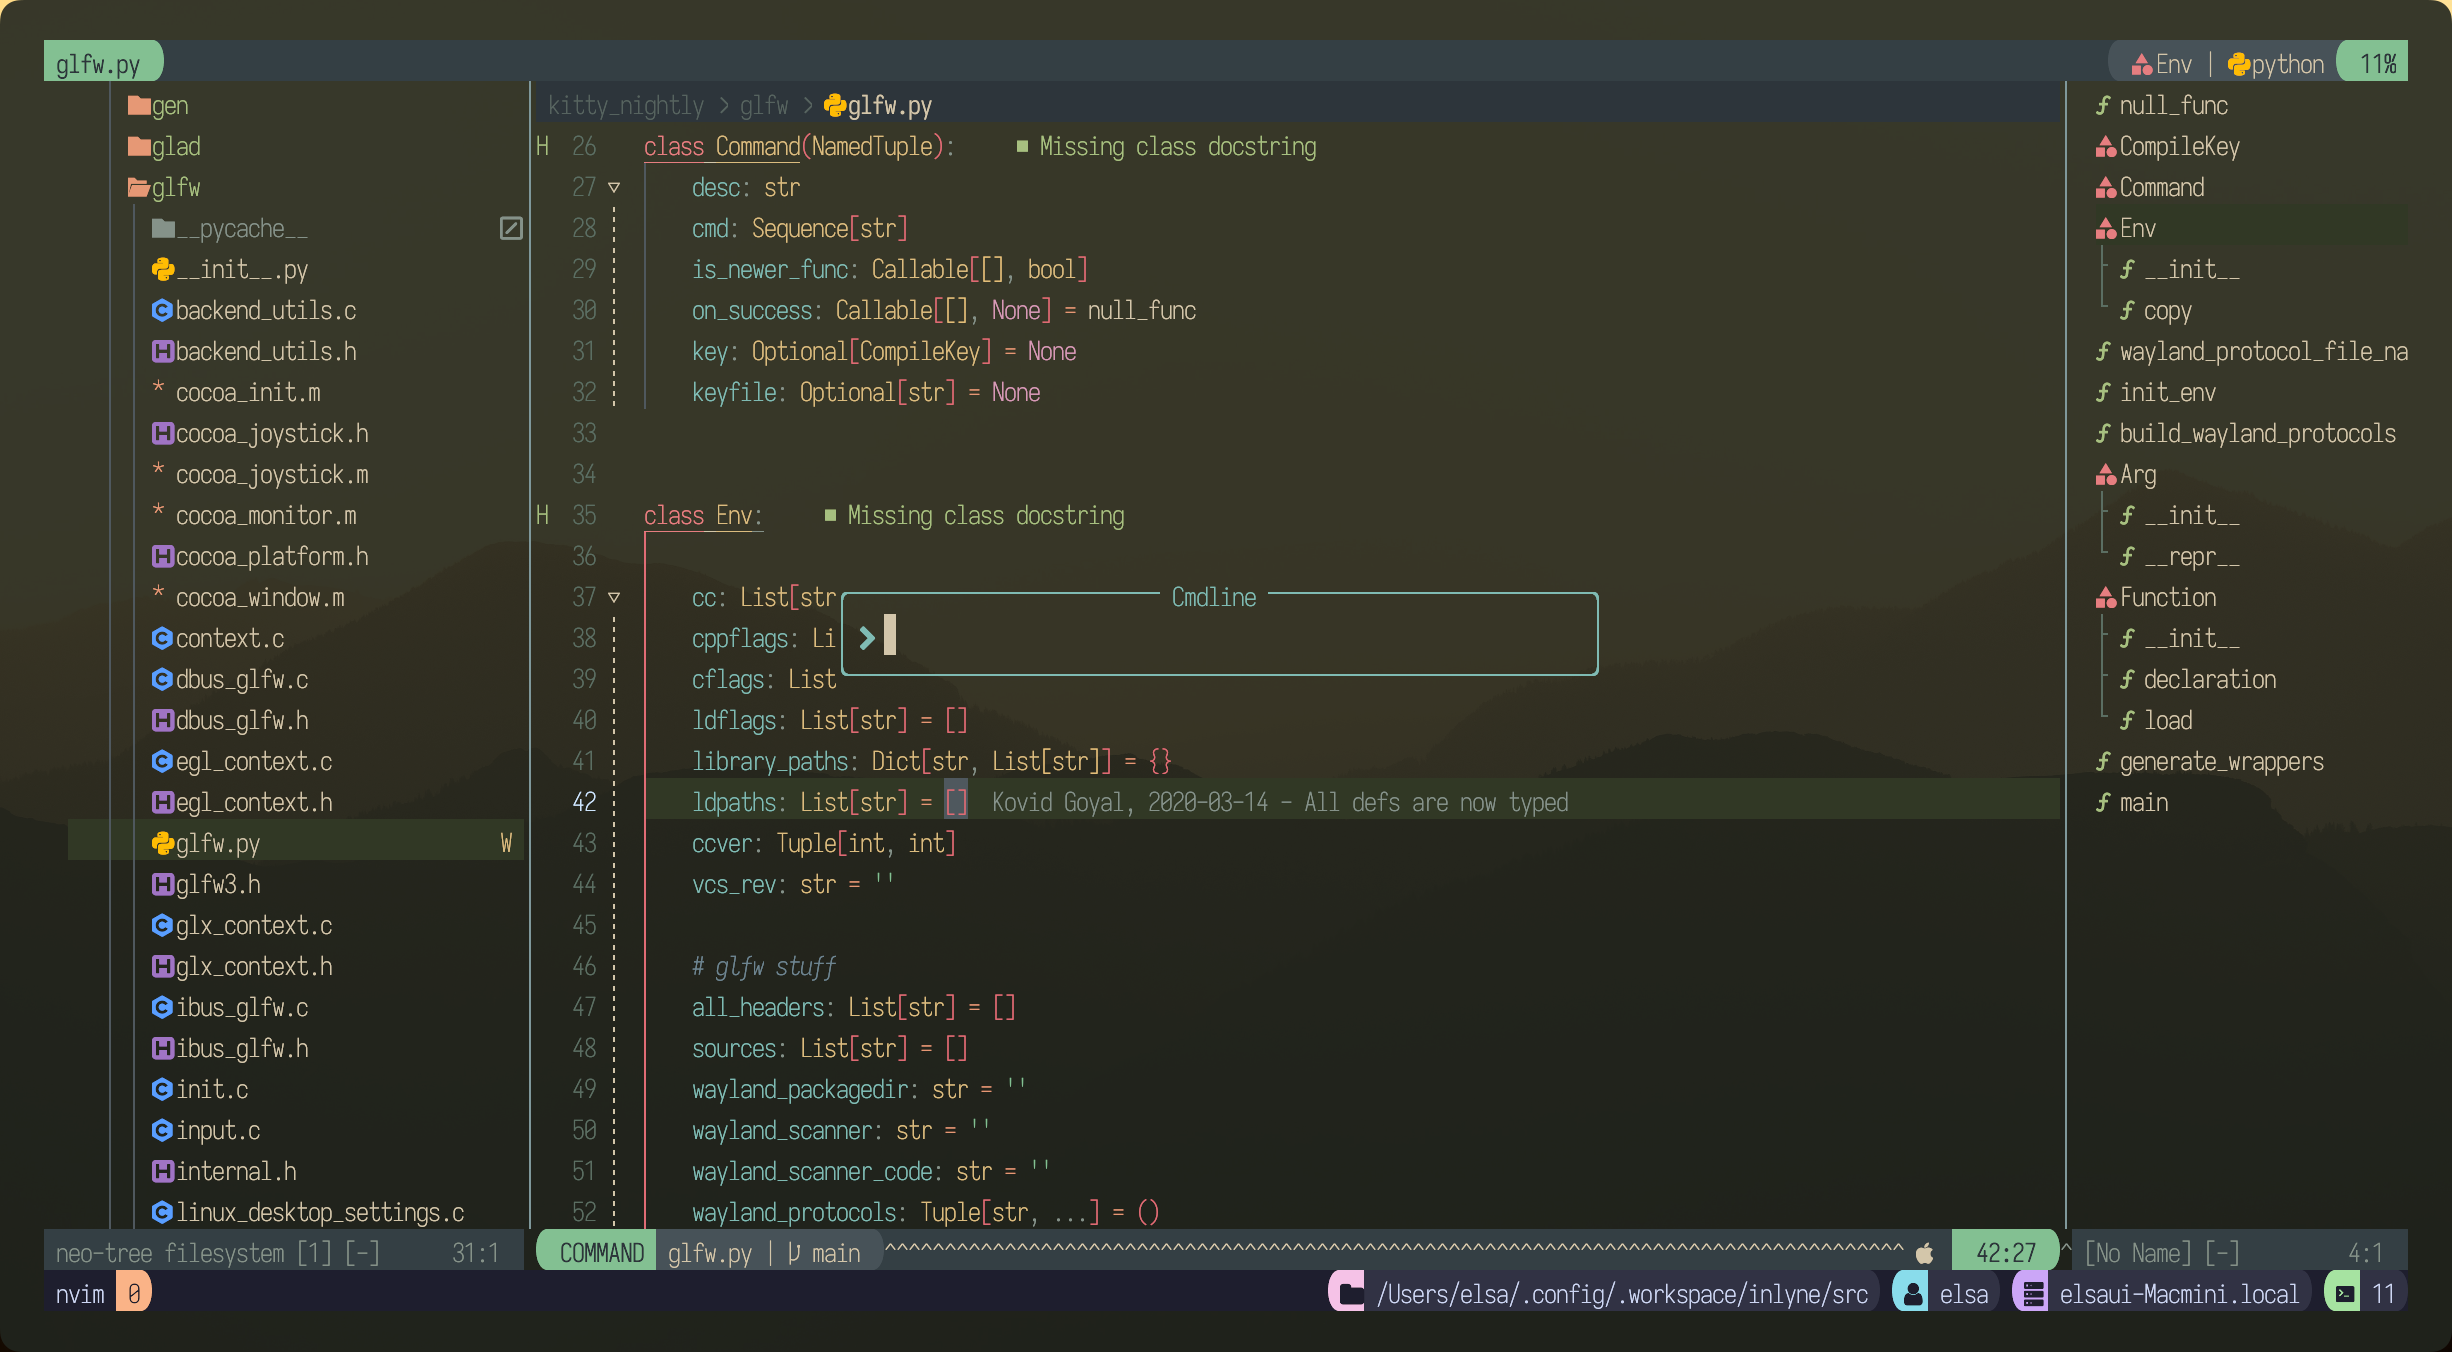 glfw.py
Env | python 11%
gen
glad
glfw
__pycache__
__init__.py
backend_utils.c
backend_utils.h
* cocoa_init.m
cocoa_joystick.h
* cocoa_joystick.m
* cocoa_monitor.m
cocoa_platform.h
* cocoa_window.m
context.c
dbus_glfw.c
dbus_glfw.h
egl_context.c
egl_context.h
glfw.py W
glfw3.h
glx_context.c
glx_context.h
ibus_glfw.c
ibus_glfw.h
init.c
input.c
internal.h
linux_desktop_settings.c
neo-tree filesystem [1] [-] 31:1
kitty_nightly > glfw > glfw.py
H 26 class Command(NamedTuple): ■ Missing class docstring
27 desc: str
28 cmd: Sequence[str]
29 is_newer_func: Callable[[], bool]
30 on_success: Callable[[], None] = null_func
31 key: Optional[CompileKey] = None
32 keyfile: Optional[str] = None
33
34
H 35 class Env: ■ Missing class docstring
36
37 cc: List[str
38 cppflags: Li
39 cflags: List
Cmdline
40 ldflags: List[str] = []
41 library_paths: Dict[str, List[str]] = {}
42 ldpaths: List[str] = [] Kovid Goyal, 2020-03-14 - All defs are now typed
43 ccver: Tuple[int, int]
44 vcs_rev: str = ''
45
46 # glfw stuff
47 all_headers: List[str] = []
48 sources: List[str] = []
49 wayland_packagedir: str = ''
50 wayland_scanner: str = ''
51 wayland_scanner_code: str = ''
52 wayland_protocols: Tuple[str, ...] = ()
COMMAND glfw.py | main ^^^^^^^^^^^^^^^^^^^^^^^^^^^^^^^^^^^^^^^^^^^^^^^^^^^^^^^^^^^^^^^^^^^^^^^^^^^^^^^^^^^^^ 42:27 ^
ƒ null_func
CompileKey
Command
Env
ƒ __init__
ƒ copy
ƒ wayland_protocol_file_na
ƒ init_env
ƒ build_wayland_protocols
Arg
ƒ __init__
ƒ __repr__
Function
ƒ __init__
ƒ declaration
ƒ load
ƒ generate_wrappers
ƒ main
[No Name] [-] 4:1
nvim 0
/Users/elsa/.config/.workspace/inlyne/src elsa elsaui-Macmini.local 11